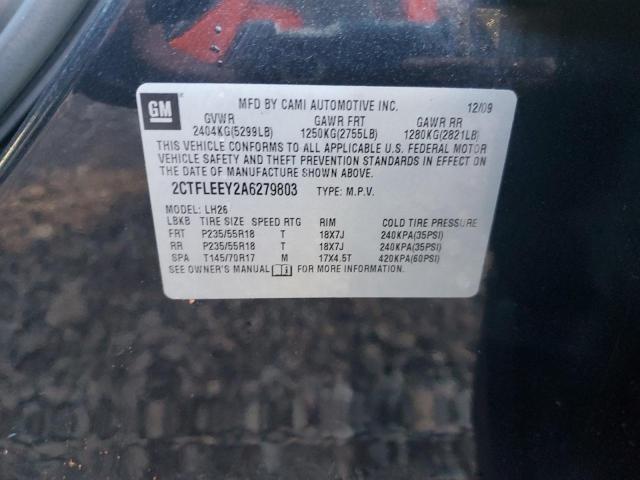 GM
MFD BY CAMI AUTOMOTIVE INC. 12/09
GVWR GAWR FRT GAWR RR
2404KG(5299LB) 1250KG(2755LB) 1280KG(2821LB)
THIS VEHICLE CONFORMS TO ALL APPLICABLE U.S. FEDERAL MOTOR
VEHICLE SAFETY AND THEFT PREVENTION STANDARDS IN EFFECT ON
THE DATE OF MANUFACTURE SHOWN ABOVE.
2CTFLEEY2A6279803 TYPE: M.P.V.
MODEL: LH26
LBKB TIRE SIZE SPEED RTG RIM COLD TIRE PRESSURE
FRT P235/55R18 T 18X7J 240KPA(35PSI)
RR P235/55R18 T 18X7J 240KPA(35PSI)
SPA T145/70R17 M 17X4.5T 420KPA(60PSI)
SEE OWNER'S MANUAL FOR MORE INFORMATION.